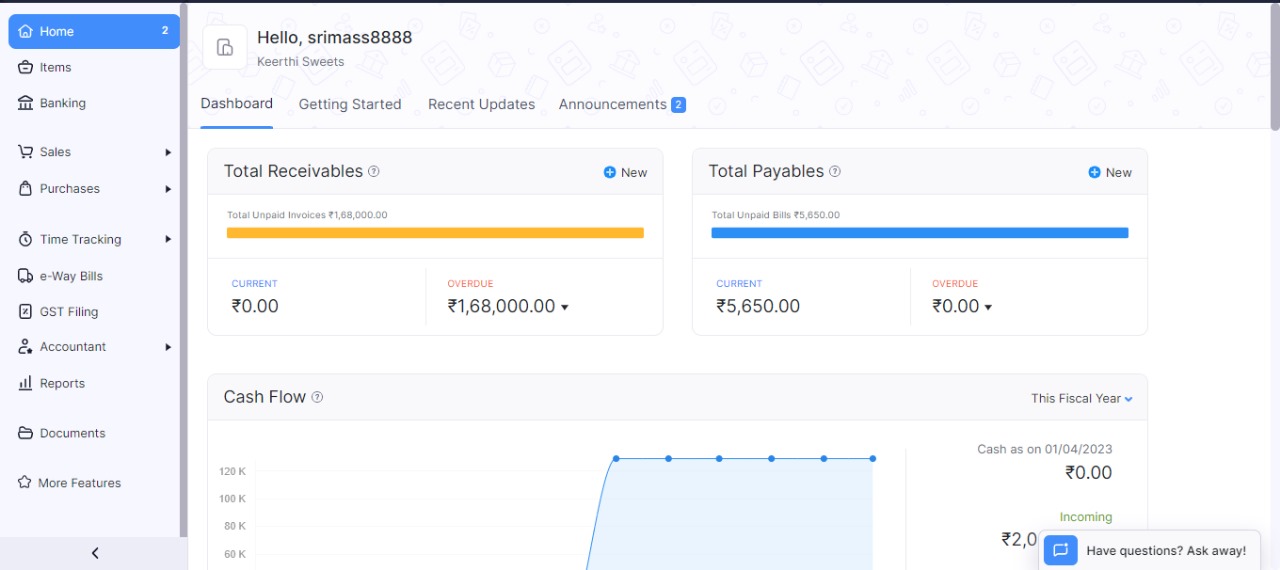 Home 2
Items
Banking
Sales
Purchases
Time Tracking
e-Way Bills
GST Filing
Accountant
Reports
Documents
More Features
Hello, srimass8888
Keerthi Sweets
Dashboard Getting Started Recent Updates Announcements 2
Total Receivables
New
Total Unpaid Invoices ₹1,68,000.00
CURRENT
₹0.00
OVERDUE
₹1,68,000.00
Total Payables
New
Total Unpaid Bills ₹5,650.00
CURRENT
₹5,650.00
OVERDUE
₹0.00
Cash Flow
This Fiscal Year
120 K
100 K
80 K
60 K
Cash as on 01/04/2023
₹0.00
Incoming
₹2,0
Have questions? Ask away!